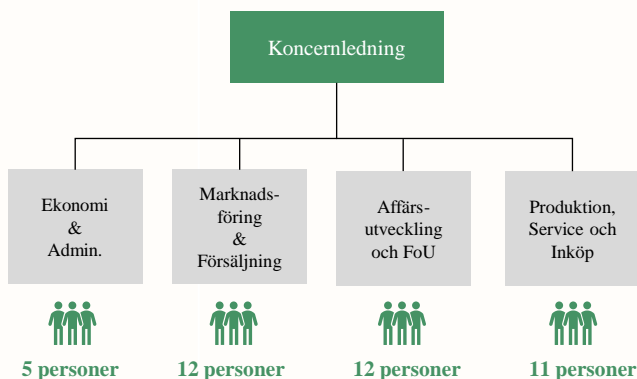 Koncernledning
Ekonomi
&
Admin.
Marknads-
föring
&
Försäljning
Affärs-
utveckling
och FoU
Produktion,
Service och
Inköp
5 personer
12 personer
12 personer
11 personer